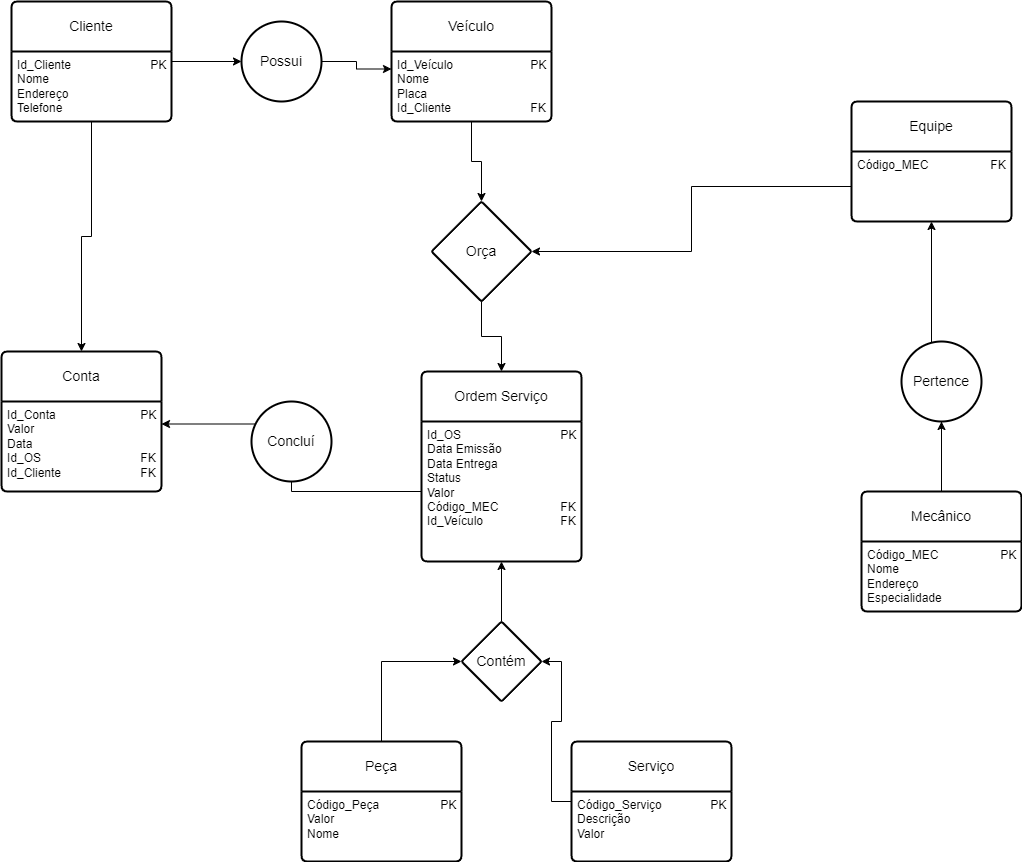 Cliente
Id_Cliente PK
Nome
Endereço
Telefone
Possui
Veículo
Id_Veículo PK
Nome
Placa
Id_Cliente FK
Equipe
Código_MEC FK
Orça
Conta
Id_Conta PK
Valor
Data
Id_OS FK
Id_Cliente FK
Concluí
Ordem Serviço
Id_OS PK
Data Emissão
Data Entrega
Status
Valor
Código_MEC FK
Id_Veículo FK
Pertence
Mecânico
Código_MEC PK
Nome
Endereço
Especialidade
Contém
Peça
Código_Peça PK
Valor
Nome
Serviço
Código_Serviço PK
Descrição
Valor